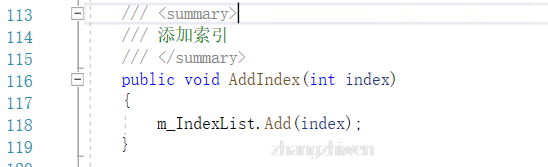 113 /// <summary>
114 /// 添加索引
115 /// </summary>
116 public void AddIndex(int index)
117 {
118 m_IndexList.Add(index);
119 }
zhangzhiwen